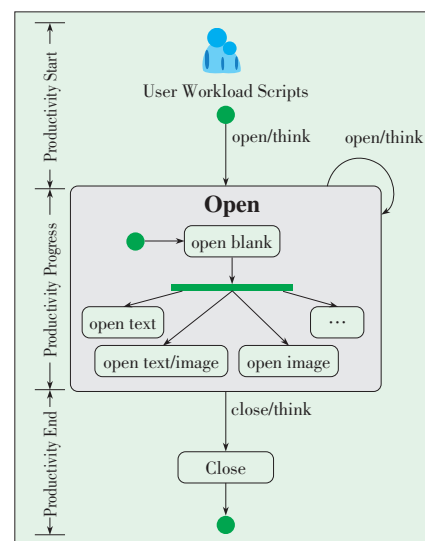 User Workload Scripts
Productivity Start
open/think
open/think
Open
open blank
Productivity Progress
open text
...
open text/image
open image
close/think
Productivity End
Close